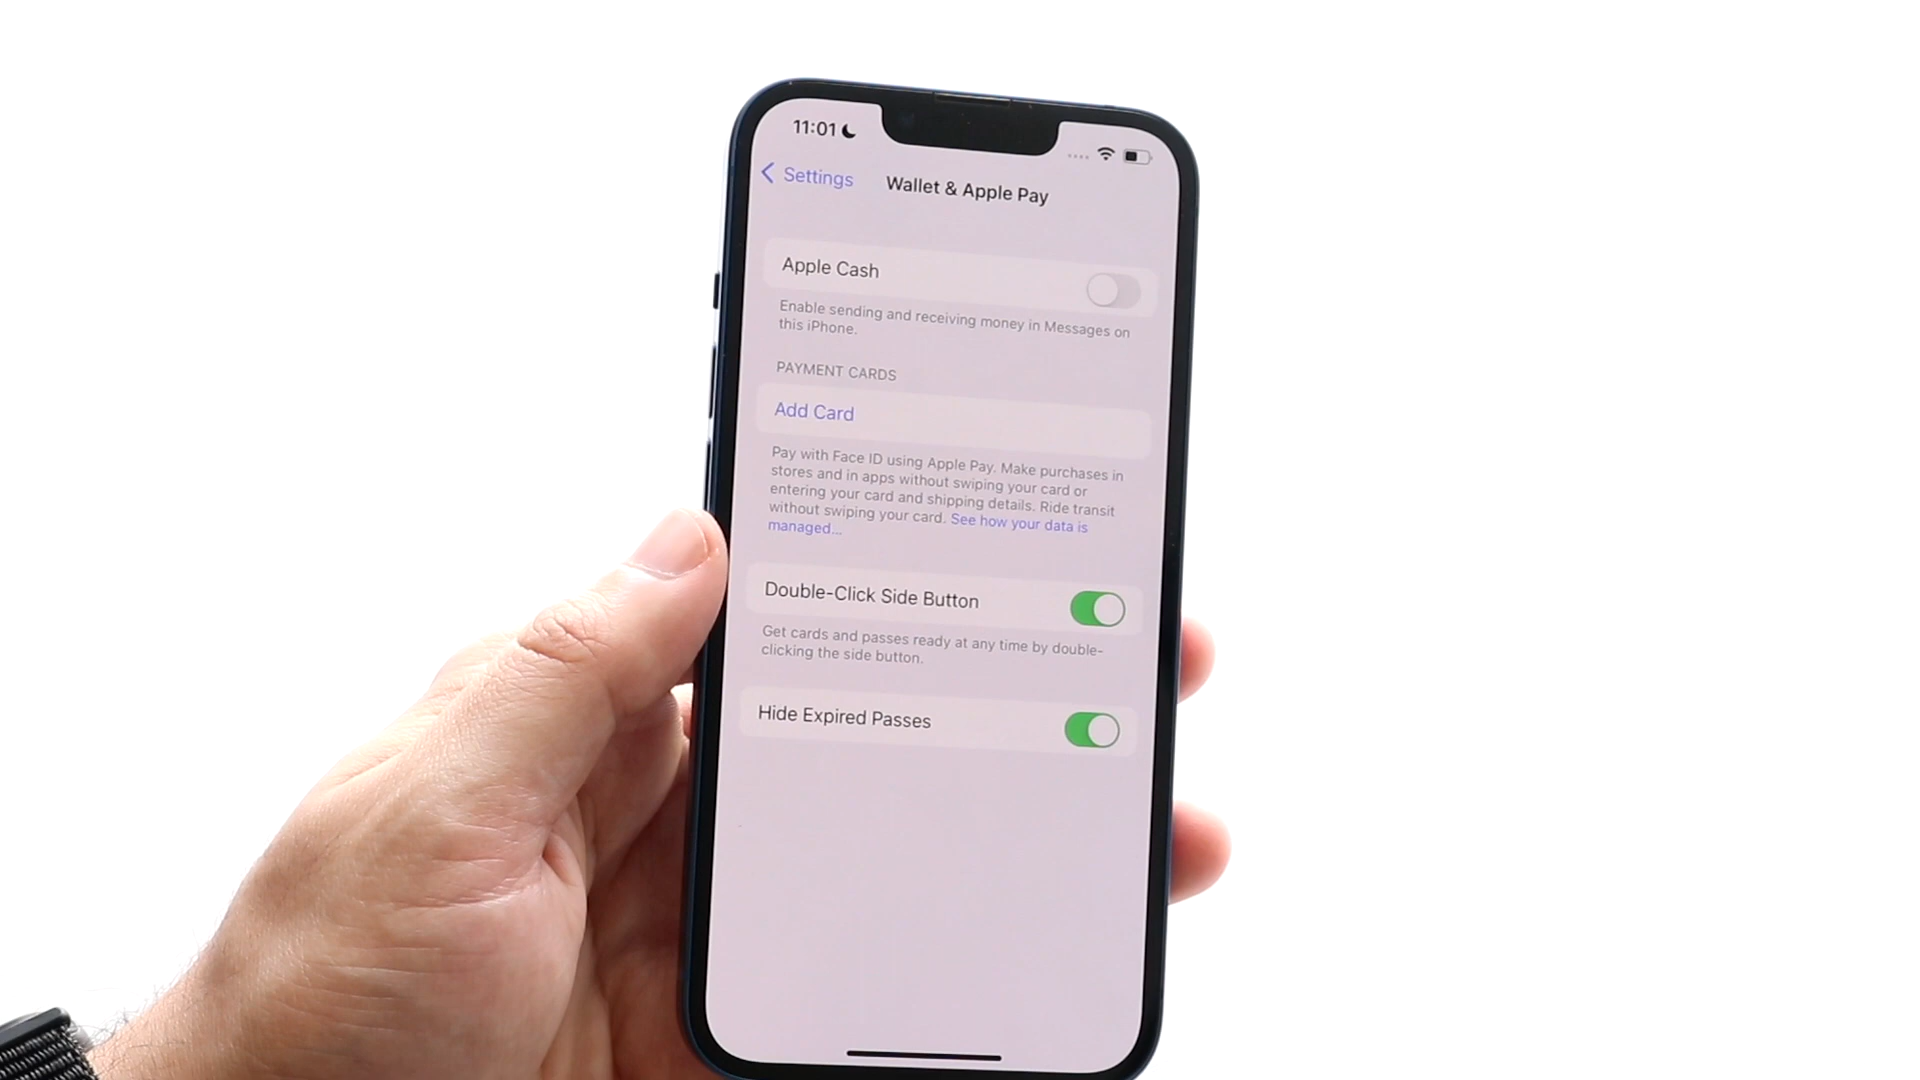 11:01
Settings
Wallet & Apple Pay
Apple Cash
Enable sending and receiving money in Messages on
this iPhone.
PAYMENT CARDS
Add Card
Pay with Face ID using Apple Pay. Make purchases in
stores and in apps without swiping your card or
entering your card and shipping details. Ride transit
without swiping your card. See how your data is
managed...
Double-Click Side Button
Get cards and passes ready at any time by double-
clicking the side button.
Hide Expired Passes